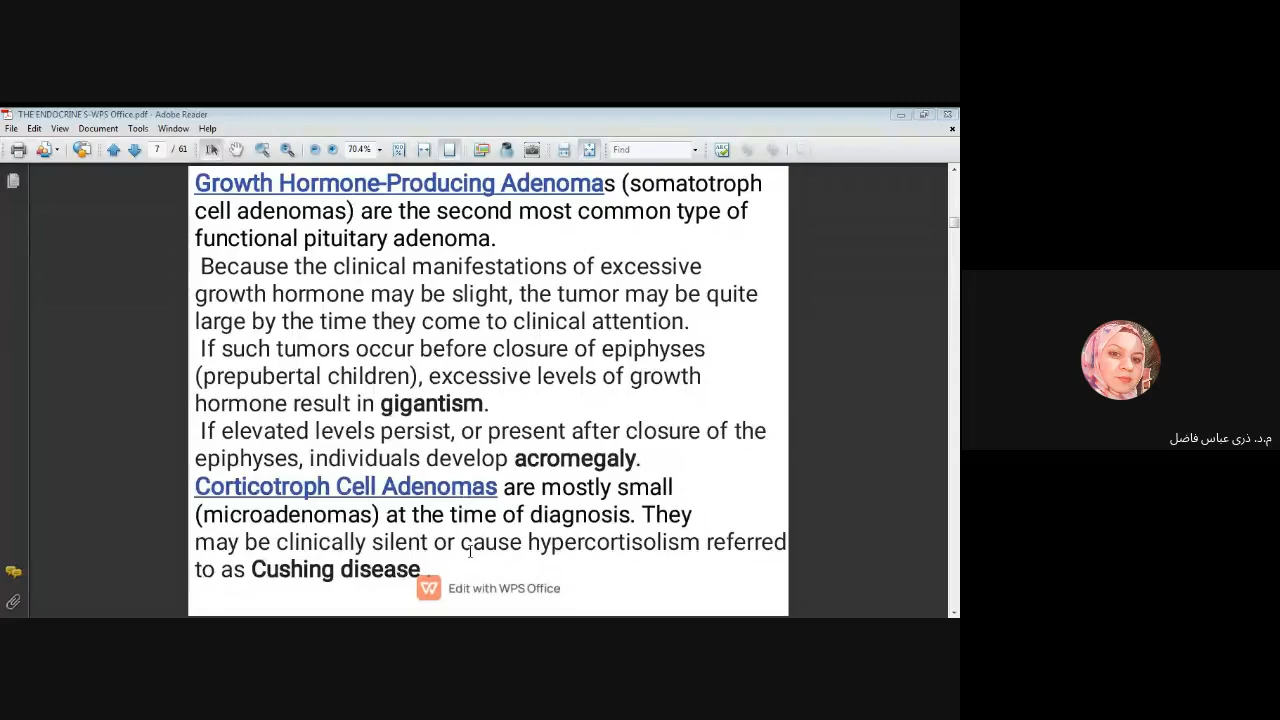 THE ENDOCRINE S-WPS Office.pdf - Adobe Reader
File Edit View Document Tools Window Help
7 / 61 70.4% Find
Growth Hormone-Producing Adenomas (somatotroph
cell adenomas) are the second most common type of
functional pituitary adenoma.
Because the clinical manifestations of excessive
growth hormone may be slight, the tumor may be quite
large by the time they come to clinical attention.
If such tumors occur before closure of epiphyses
(prepubertal children), excessive levels of growth
hormone result in gigantism.
If elevated levels persist, or present after closure of the
epiphyses, individuals develop acromegaly.
Corticotroph Cell Adenomas are mostly small
(microadenomas) at the time of diagnosis. They
may be clinically silent or cause hypercortisolism referred
to as Cushing disease .
Edit with WPS Office
م.د. ذرى عباس فاضل